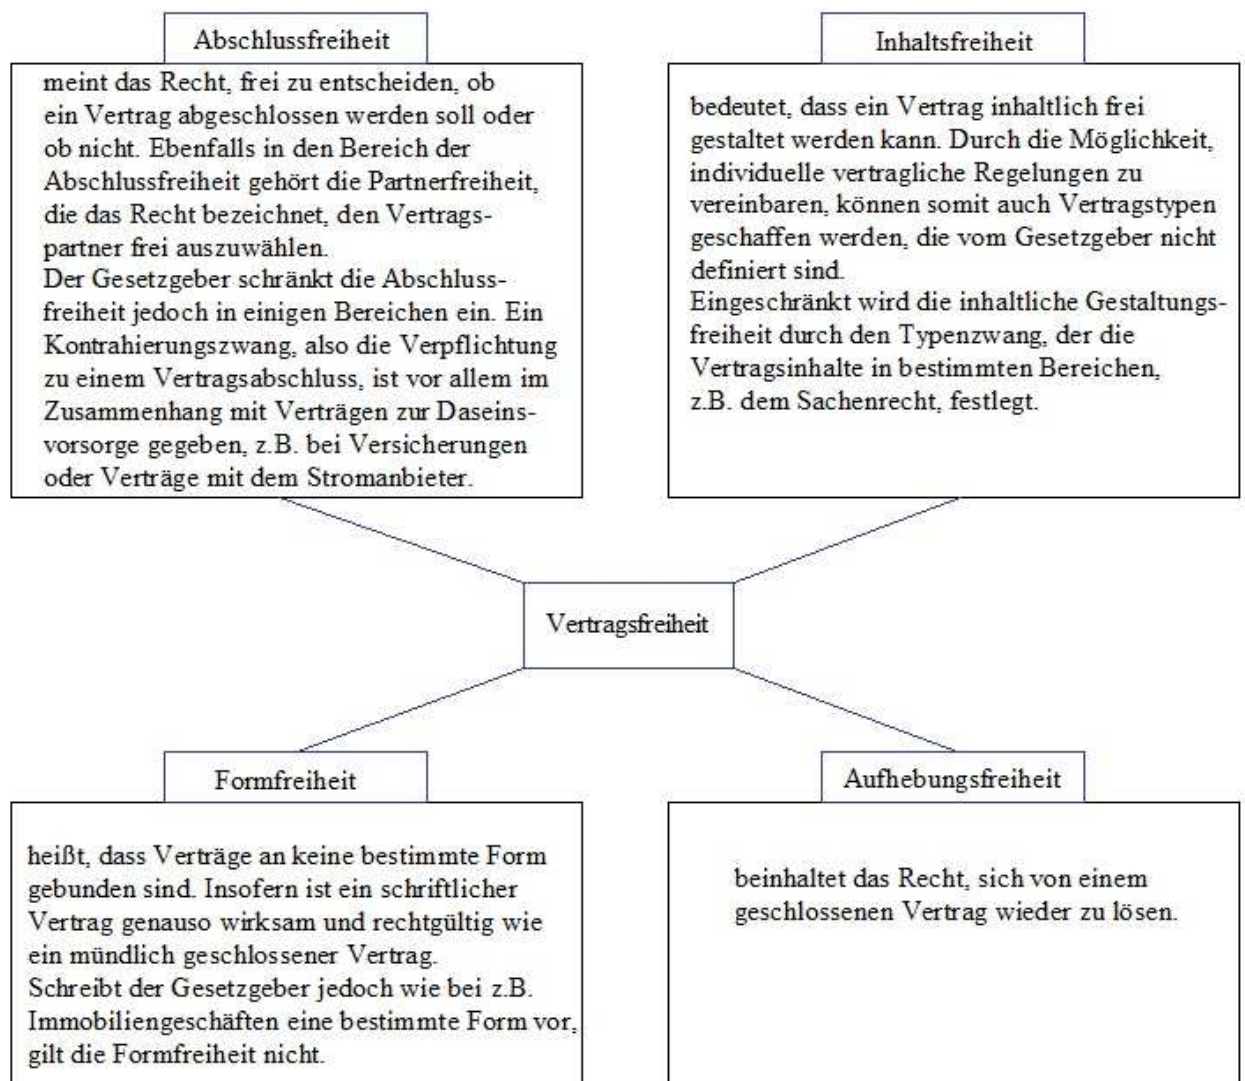 Abschlussfreiheit
meint das Recht, frei zu entscheiden, ob
ein Vertrag abgeschlossen werden soll oder
ob nicht. Ebenfalls in den Bereich der
Abschlussfreiheit gehört die Partnerfreiheit,
die das Recht bezeichnet, den Vertrags-
partner frei auszuwählen.
Der Gesetzgeber schränkt die Abschluss-
freiheit jedoch in einigen Bereichen ein. Ein
Kontrahierungszwang, also die Verpflichtung
zu einem Vertragsabschluss, ist vor allem im
Zusammenhang mit Verträgen zur Daseins-
vorsorge gegeben, z.B. bei Versicherungen
oder Verträge mit dem Stromanbieter.
Inhaltsfreiheit
bedeutet, dass ein Vertrag inhaltlich frei
gestaltet werden kann. Durch die Möglichkeit,
individuelle vertragliche Regelungen zu
vereinbaren, können somit auch Vertragstypen
geschaffen werden, die vom Gesetzgeber nicht
definiert sind.
Eingeschränkt wird die inhaltliche Gestaltungs-
freiheit durch den Typenzwang, der die
Vertragsinhalte in bestimmten Bereichen,
z.B. dem Sachenrecht, festlegt.
Vertragsfreiheit
Formfreiheit
heißt, dass Verträge an keine bestimmte Form
gebunden sind. Insofern ist ein schriftlicher
Vertrag genauso wirksam und rechtgültig wie
ein mündlich geschlossener Vertrag.
Schreibt der Gesetzgeber jedoch wie bei z.B.
Immobiliengeschäften eine bestimmte Form vor,
gilt die Formfreiheit nicht.
Aufhebungsfreiheit
beinhaltet das Recht, sich von einem
geschlossenen Vertrag wieder zu lösen.